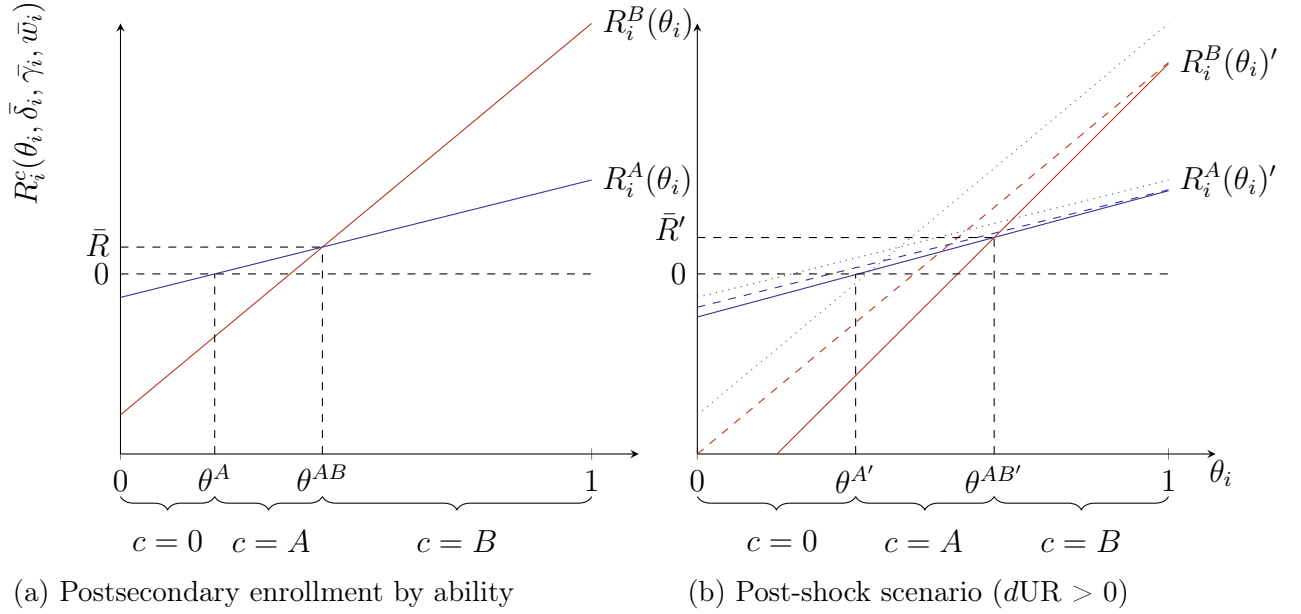 R_i^c(θ_i, δ̄_i, γ̄_i, w̄_i)
R_i^B(θ_i)
R_i^A(θ_i)
R̄
0
0 θ^A θ^{AB} 1
c = 0 c = A c = B
(a) Postsecondary enrollment by ability
R_i^B(θ_i)′
R_i^A(θ_i)′
R̄′
0
0 θ^{A′} θ^{AB′} 1 θ_i
c = 0 c = A c = B
(b) Post-shock scenario (dUR > 0)